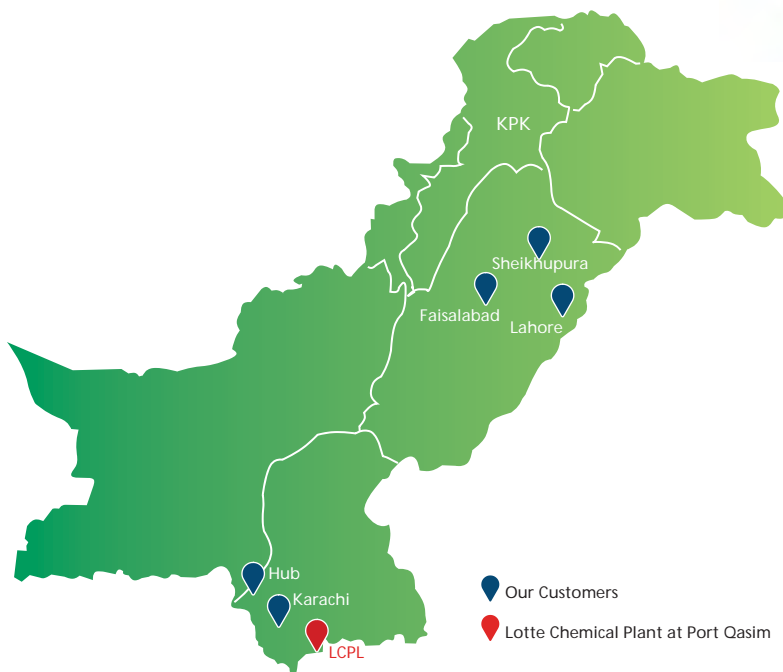 KPK
Sheikhupura
Faisalabad
Lahore
Hub
Karachi
LCPL
Our Customers
Lotte Chemical Plant at Port Qasim